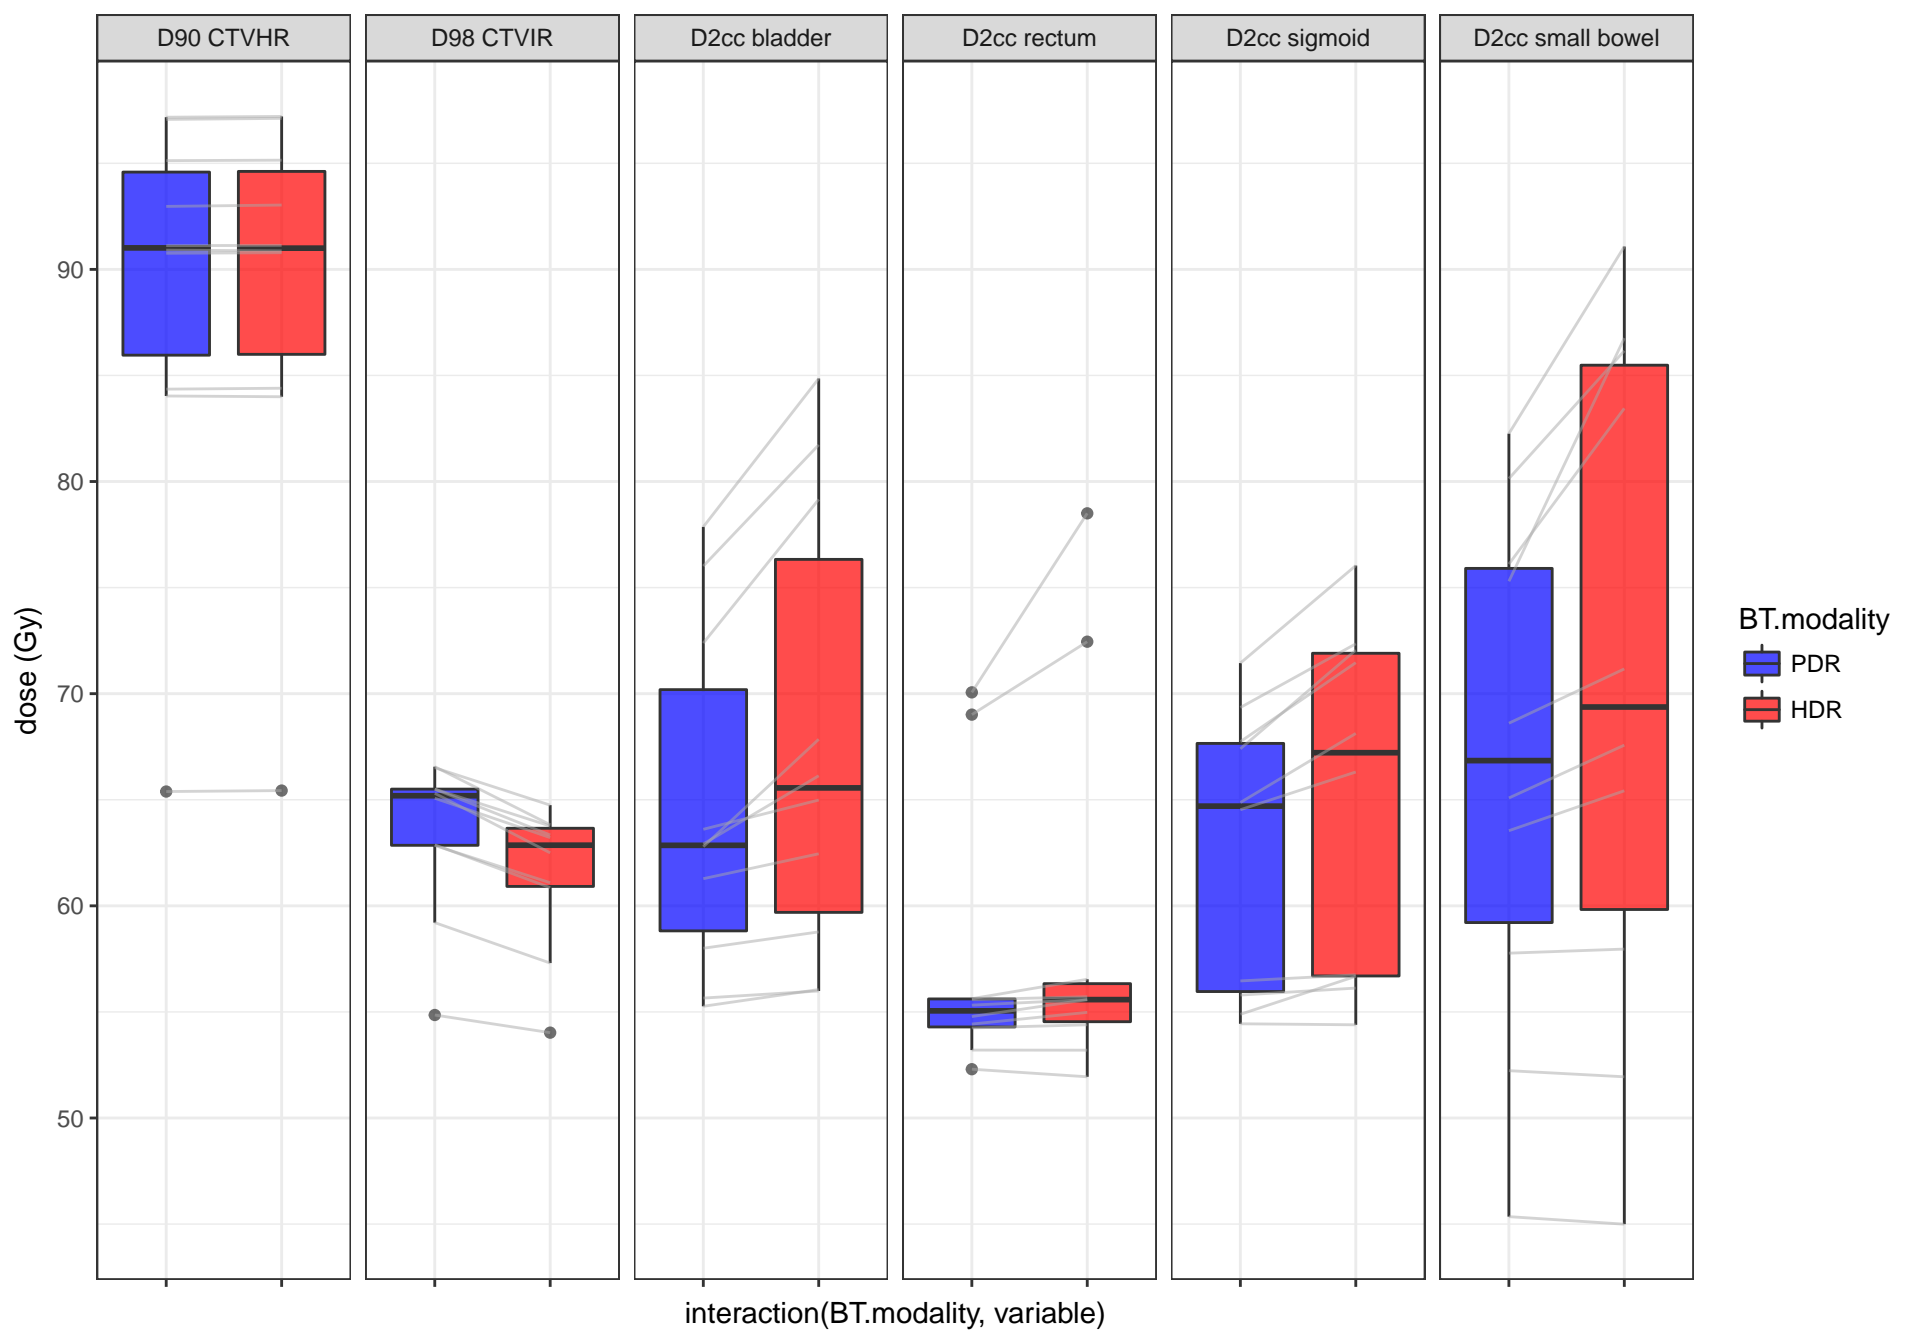 D90 CTVHR
D98 CTVIR
D2cc bladder
D2cc rectum
D2cc sigmoid
D2cc small bowel
90
80
70
60
50
dose (Gy)
interaction(BT.modality, variable)
BT.modality
PDR
HDR